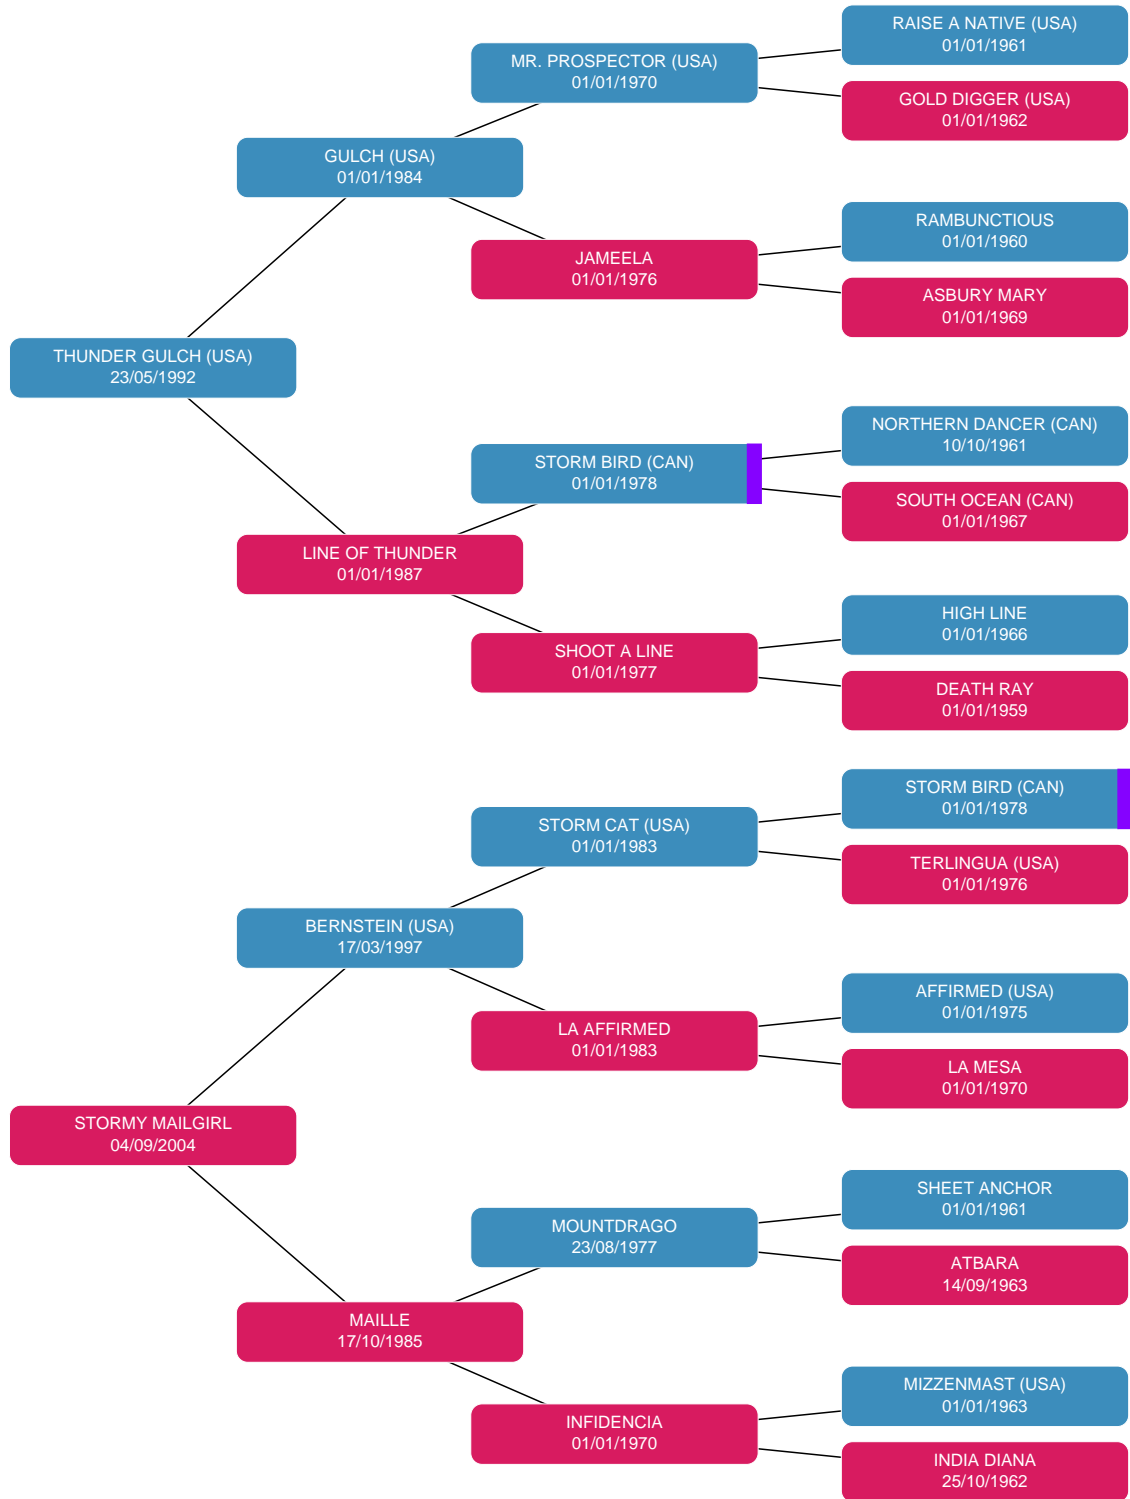 RAISE A NATIVE (USA)
01/01/1961
MR. PROSPECTOR (USA)
01/01/1970
GOLD DIGGER (USA)
01/01/1962
GULCH (USA)
01/01/1984
RAMBUNCTIOUS
01/01/1960
JAMEELA
01/01/1976
ASBURY MARY
01/01/1969
THUNDER GULCH (USA)
23/05/1992
NORTHERN DANCER (CAN)
10/10/1961
STORM BIRD (CAN)
01/01/1978
SOUTH OCEAN (CAN)
01/01/1967
LINE OF THUNDER
01/01/1987
HIGH LINE
01/01/1966
SHOOT A LINE
01/01/1977
DEATH RAY
01/01/1959
STORM BIRD (CAN)
01/01/1978
STORM CAT (USA)
01/01/1983
TERLINGUA (USA)
01/01/1976
BERNSTEIN (USA)
17/03/1997
AFFIRMED (USA)
01/01/1975
LA AFFIRMED
01/01/1983
LA MESA
01/01/1970
STORMY MAILGIRL
04/09/2004
SHEET ANCHOR
01/01/1961
MOUNTDRAGO
23/08/1977
ATBARA
14/09/1963
MAILLE
17/10/1985
MIZZENMAST (USA)
01/01/1963
INFIDENCIA
01/01/1970
INDIA DIANA
25/10/1962